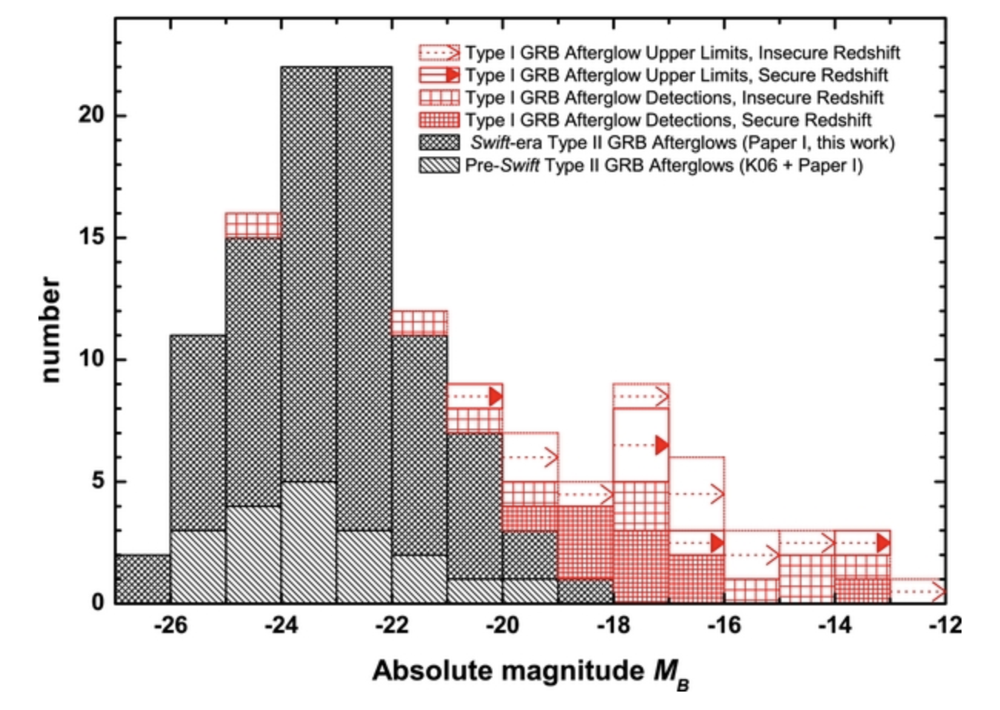 Type I GRB Afterglow Upper Limits, Insecure Redshift
Type I GRB Afterglow Upper Limits, Secure Redshift
Type I GRB Afterglow Detections, Insecure Redshift
Type I GRB Afterglow Detections, Secure Redshift
Swift-era Type II GRB Afterglows (Paper I, this work)
Pre-Swift Type II GRB Afterglows (K06 + Paper I)
number
20
15
10
5
0
-26 -24 -22 -20 -18 -16 -14 -12
Absolute magnitude M_B